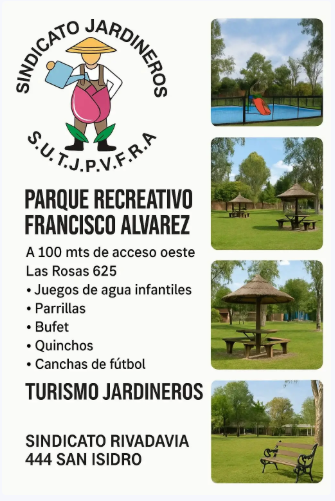 SINDICATO JARDINEROS
S.U.T.J.P.V.F.R.A
PARQUE RECREATIVO
FRANCISCO ALVAREZ
A 100 mts de acceso oeste
Las Rosas 625
• Juegos de agua infantiles
• Parrillas
• Bufet
• Quinchos
• Canchas de fútbol
TURISMO JARDINEROS
SINDICATO RIVADAVIA
444 SAN ISIDRO